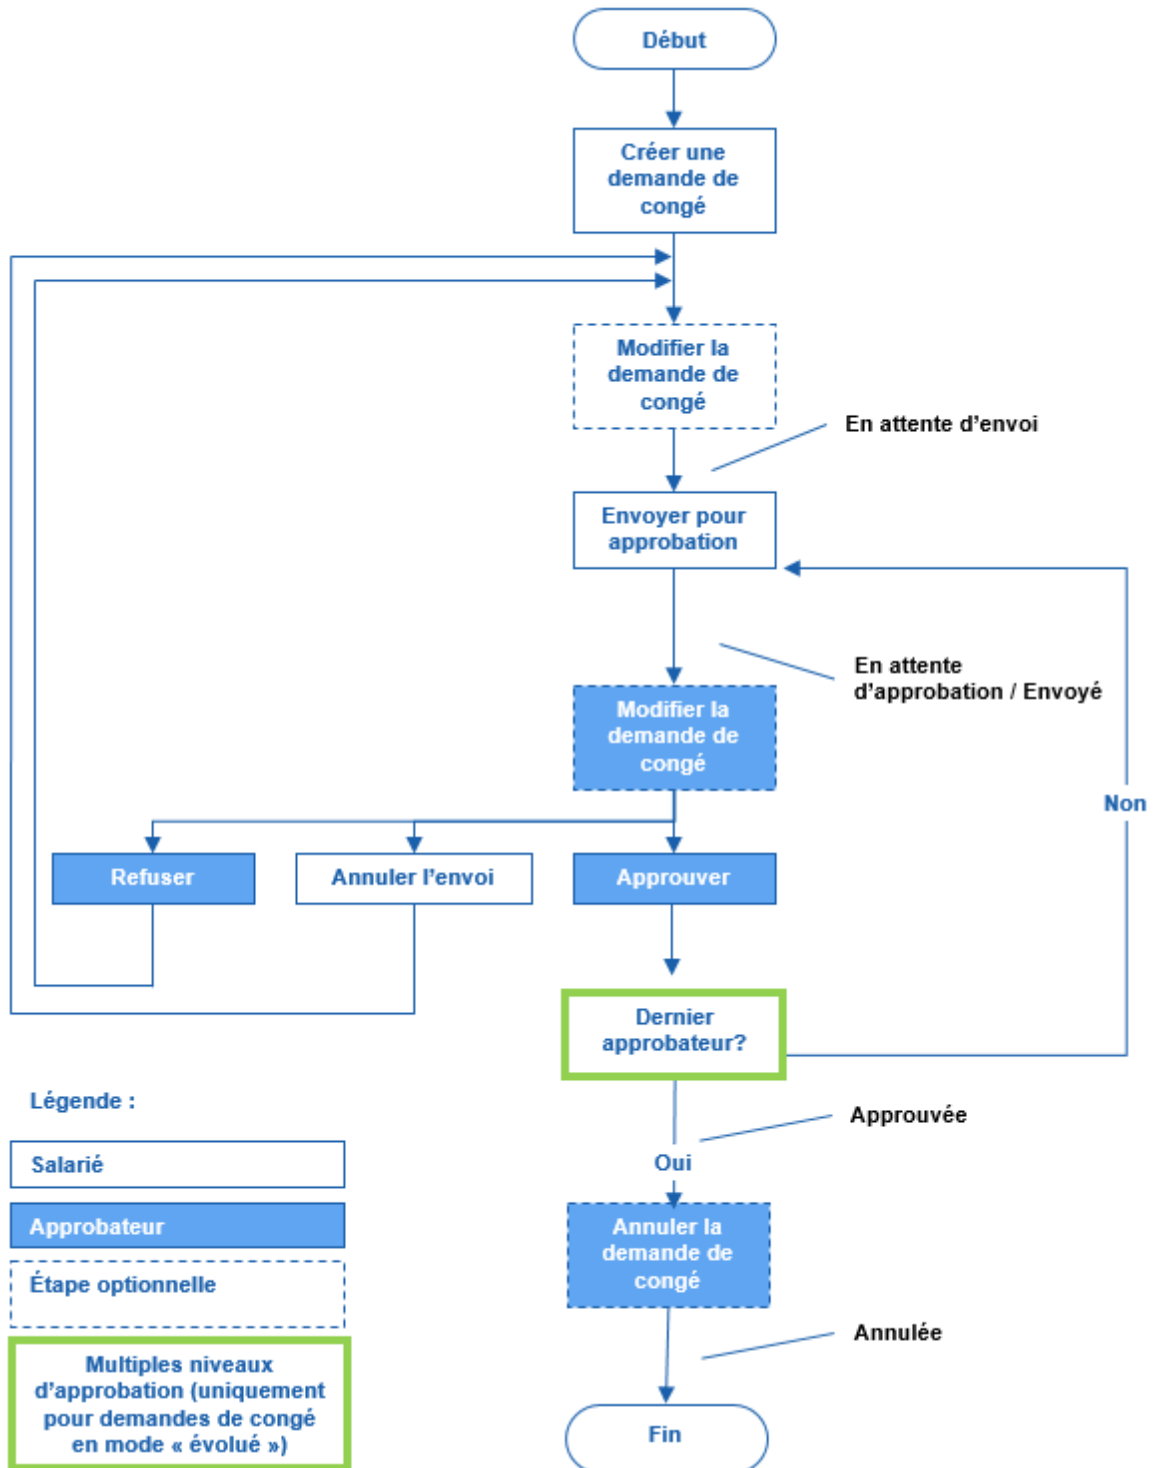 Début
Créer une
demande de
congé
Modifier la
demande de
congé
En attente d'envoi
Envoyer pour
approbation
En attente
d'approbation / Envoyé
Modifier la
demande de
congé
Non
Refuser
Annuler l'envoi
Approuver
Dernier
approbateur?
Légende :
Approuvée
Salarié
Oui
Approbateur
Annuler la
demande de
congé
Étape optionnelle
Annulée
Multiples niveaux
d'approbation (uniquement
pour demandes de congé
en mode « évolué »)
Fin